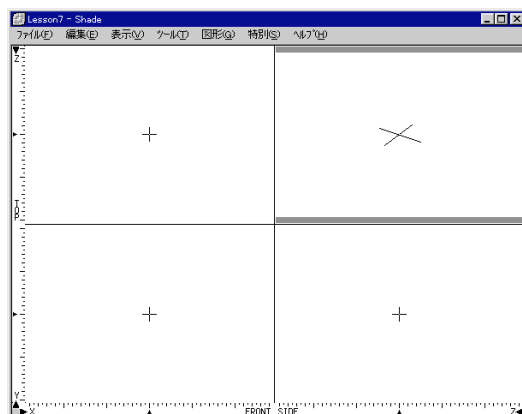 Lesson7 - Shade
ファイル(F) 編集(E) 表示(V) ツール(T) 図形(G) 特別(S) ヘルプ(H)
Z
TOP
Y
X FRONT SIDE Z